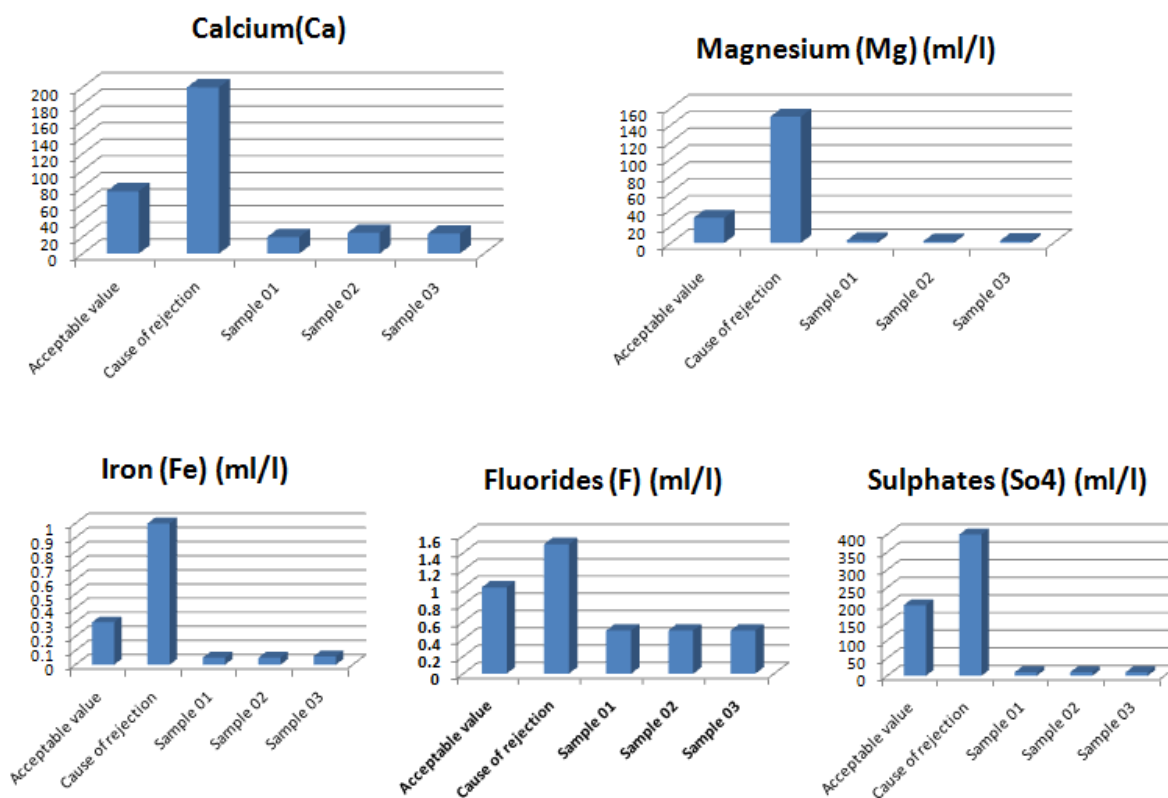 Calcium(Ca)
200
180
160
140
120
100
80
60
40
20
0
Acceptable value
Cause of rejection
Sample 01
Sample 02
Sample 03
Magnesium (Mg) (ml/l)
160
140
120
100
80
60
40
20
0
Acceptable value
Cause of rejection
Sample 01
Sample 02
Sample 03
Iron (Fe) (ml/l)
1
0.9
0.8
0.7
0.6
0.5
0.4
0.3
0.2
0.1
0
Acceptable value
Cause of rejection
Sample 01
Sample 02
Sample 03
Fluorides (F) (ml/l)
1.6
1.4
1.2
1
0.8
0.6
0.4
0.2
0
Acceptable value
Cause of rejection
Sample 01
Sample 02
Sample 03
Sulphates (So4) (ml/l)
400
350
300
250
200
150
100
50
0
Acceptable value
Cause of rejection
Sample 01
Sample 02
Sample 03